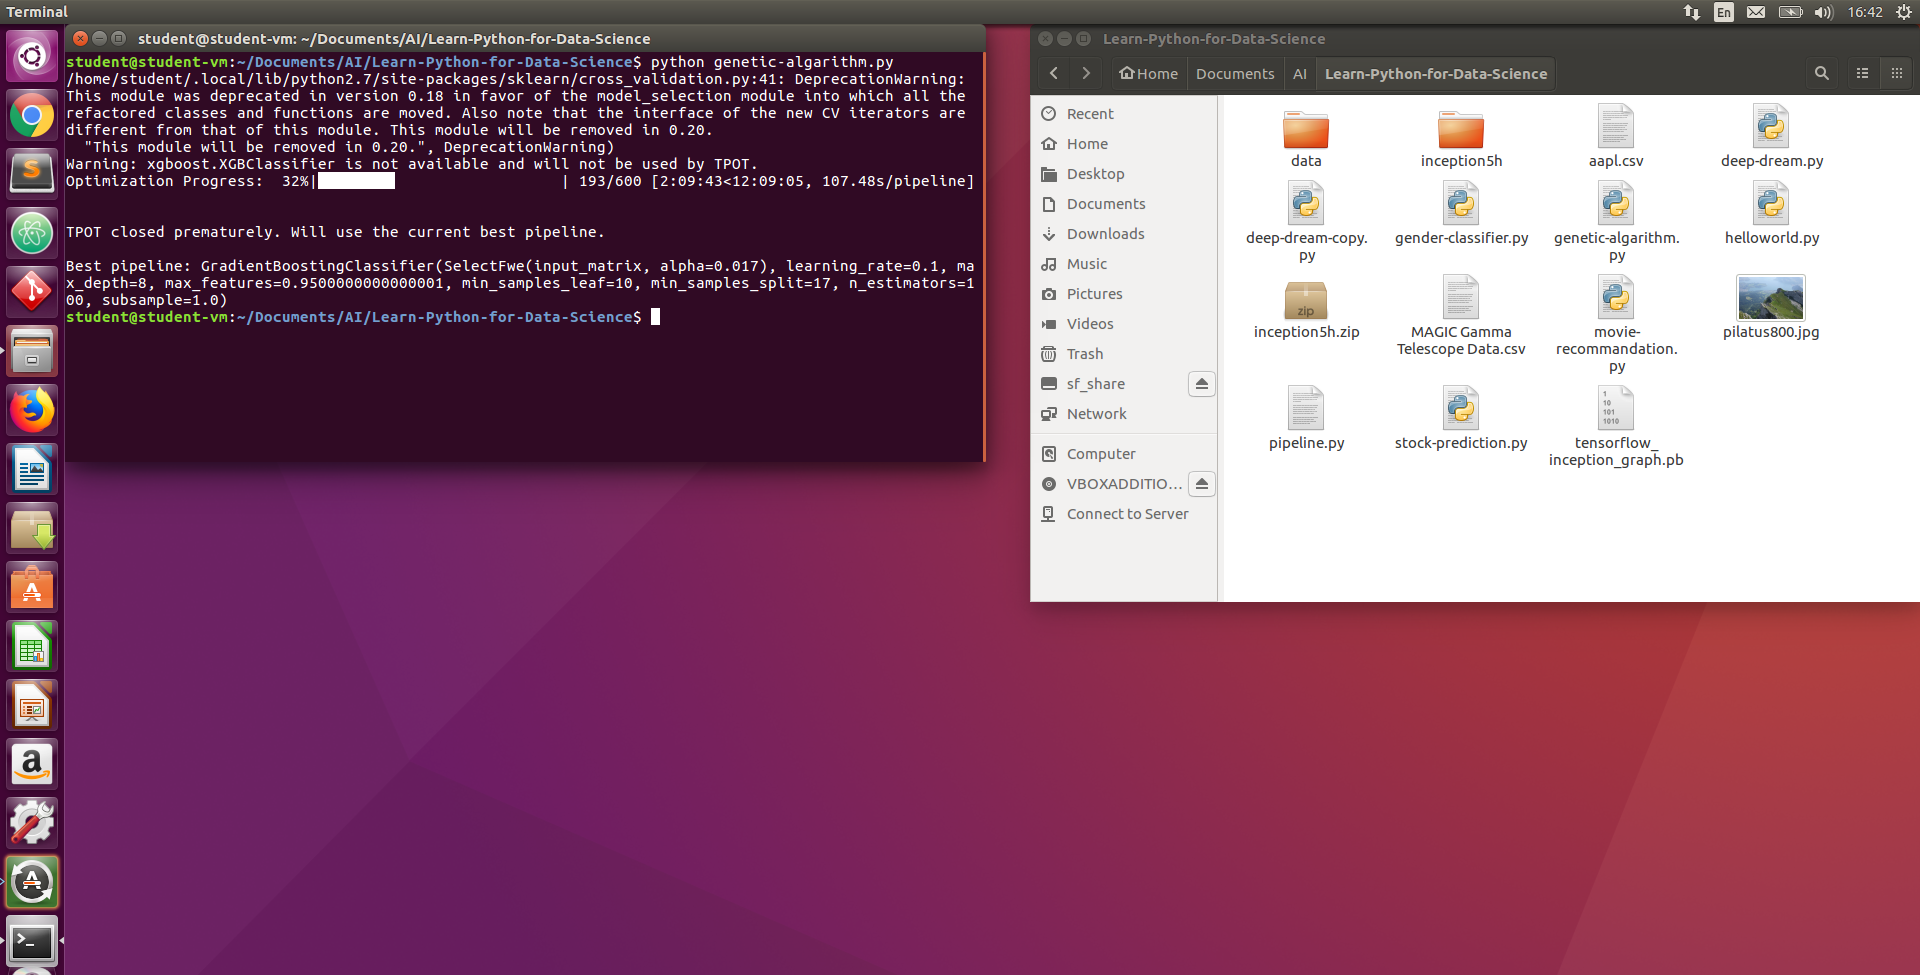 Terminal
En
16:42
student@student-vm: ~/Documents/AI/Learn-Python-for-Data-Science
student@student-vm:~/Documents/AI/Learn-Python-for-Data-Science$ python genetic-algarithm.py
/home/student/.local/lib/python2.7/site-packages/sklearn/cross_validation.py:41: DeprecationWarning:
This module was deprecated in version 0.18 in favor of the model_selection module into which all the
refactored classes and functions are moved. Also note that the interface of the new CV iterators are
different from that of this module. This module will be removed in 0.20.
"This module will be removed in 0.20.", DeprecationWarning)
Warning: xgboost.XGBClassifier is not available and will not be used by TPOT.
Optimization Progress:  32%| | 193/600 [2:09:43<12:09:05, 107.48s/pipeline]
TPOT closed prematurely. Will use the current best pipeline.
Best pipeline: GradientBoostingClassifier(SelectFwe(input_matrix, alpha=0.017), learning_rate=0.1, ma
x_depth=8, max_features=0.9500000000000001, min_samples_leaf=10, min_samples_split=17, n_estimators=1
00, subsample=1.0)
student@student-vm:~/Documents/AI/Learn-Python-for-Data-Science$
Learn-Python-for-Data-Science
Home Documents AI Learn-Python-for-Data-Science
Recent
Home
Desktop
Documents
Downloads
Music
Pictures
Videos
Trash
sf_share
Network
Computer
VBOXADDITIO...
Connect to Server
data
inception5h
aapl.csv
deep-dream.py
deep-dream-copy.
py
gender-classifier.py
genetic-algarithm.
py
helloworld.py
zip
inception5h.zip
MAGIC Gamma
Telescope Data.csv
movie-
recommandation.
py
pilatus800.jpg
pipeline.py
stock-prediction.py
1
10
101
1010
tensorflow_
inception_graph.pb